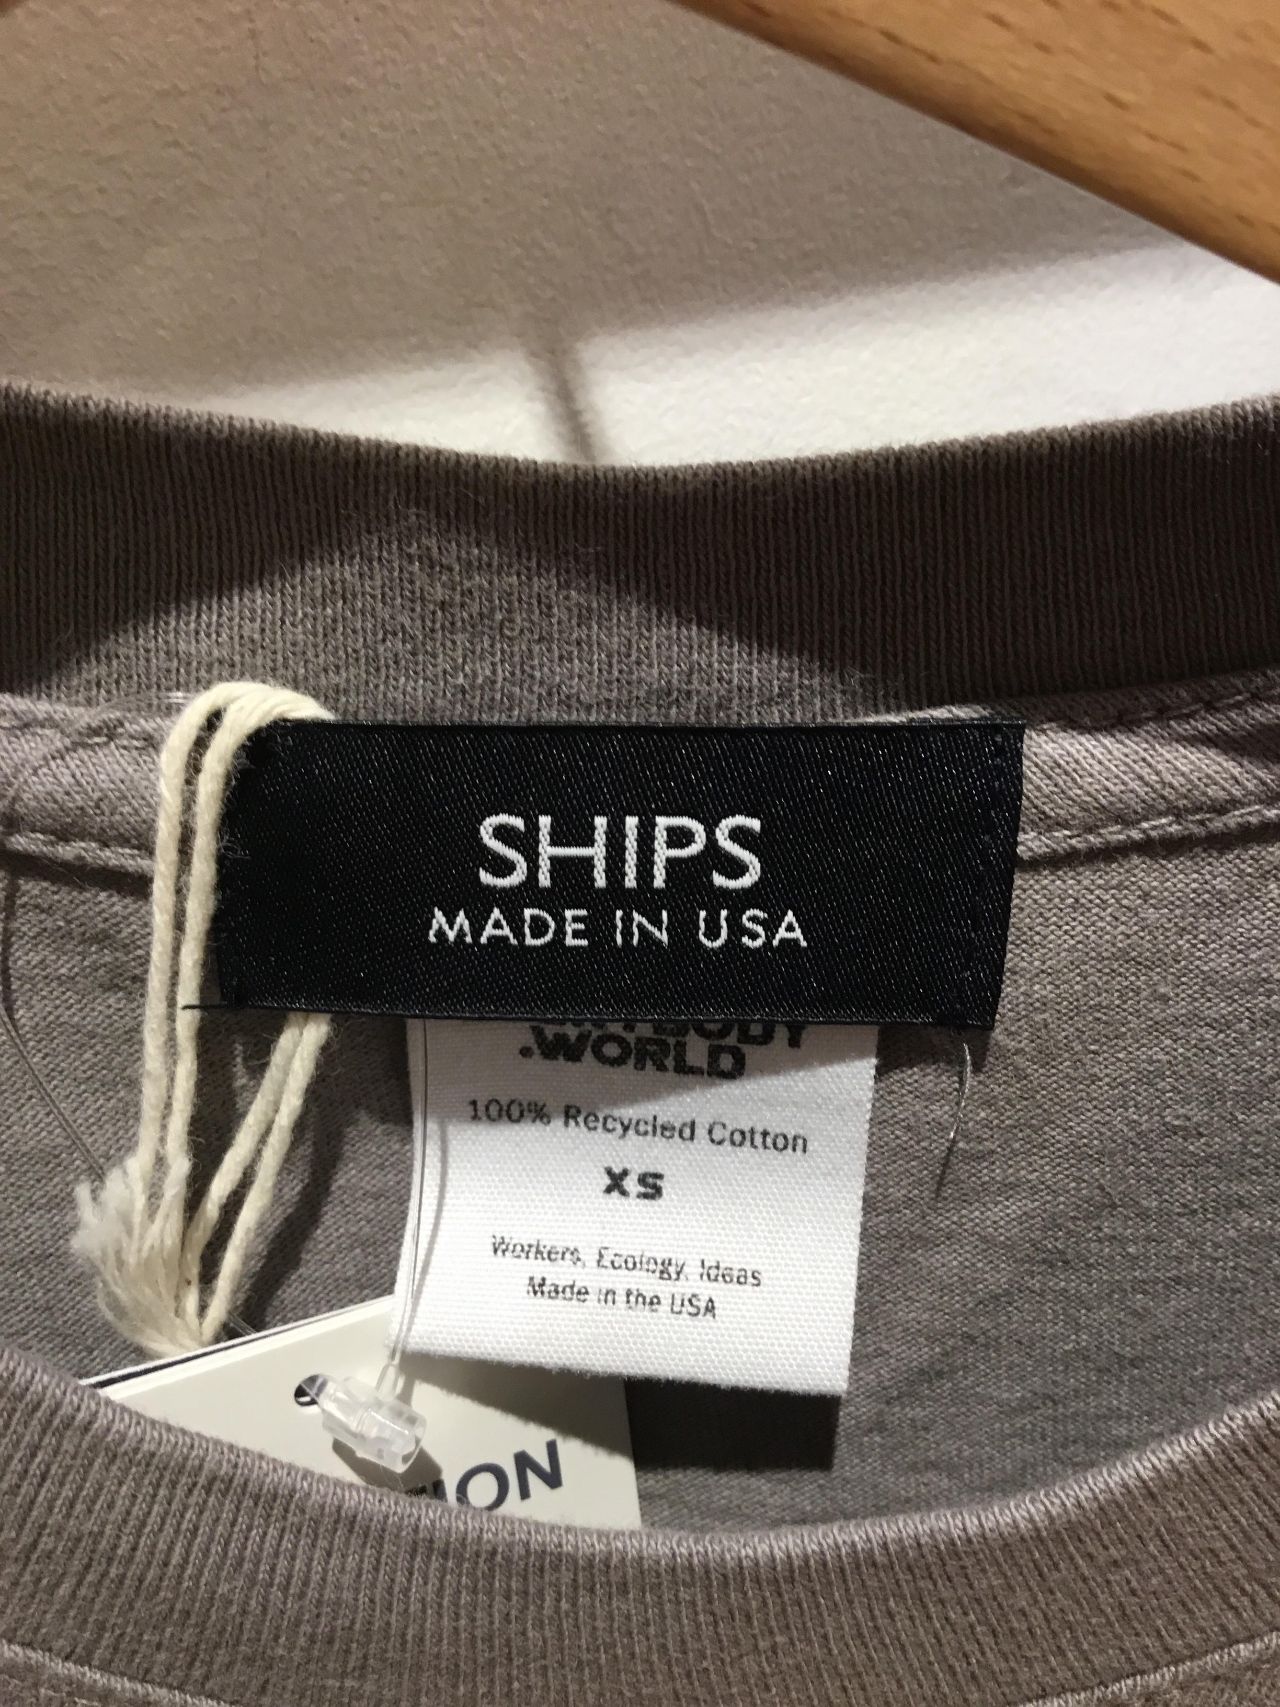 SHIPS
MADE IN USA
.WORLD
100% Recycled Cotton
XS
Workers, Ecology, Ideas
Made in the USA